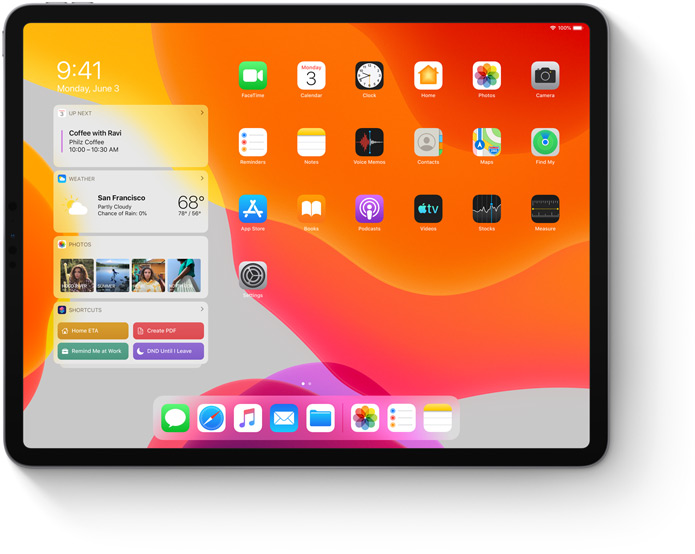 100%
9:41
Monday, June 3
3 UP NEXT
Coffee with Ravi
Philz Coffee
10:00 – 10:30 AM
WEATHER
San Francisco
Partly Cloudy
Chance of Rain: 0%
68°
78° / 56°
PHOTOS
SUMMER
SHORTCUTS
Home ETA
Create PDF
Remind Me at Work
DND Until I Leave
Monday
3
FaceTime
Calendar
Clock
Home
Photos
Camera
Reminders
Notes
Voice Memos
Contacts
Maps
Find My
tv
App Store
Books
Podcasts
Videos
Stocks
Measure
Settings